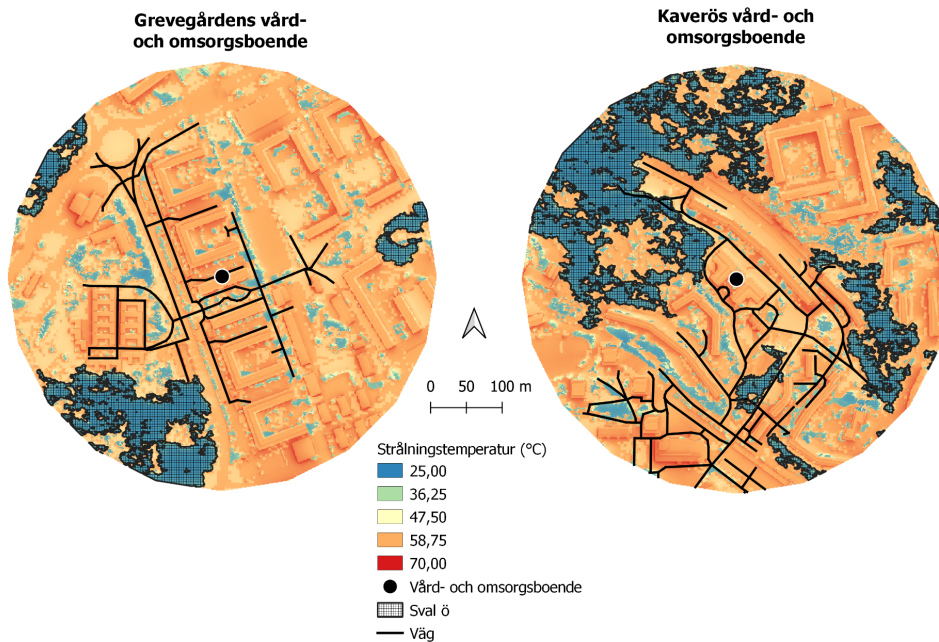 Grevegårdens vård-
och omsorgsboende
Kaverös vård- och
omsorgsboende
0 50 100 m
Strålningstemperatur (°C)
25,00
36,25
47,50
58,75
70,00
Vård- och omsorgsboende
Sval ö
Väg